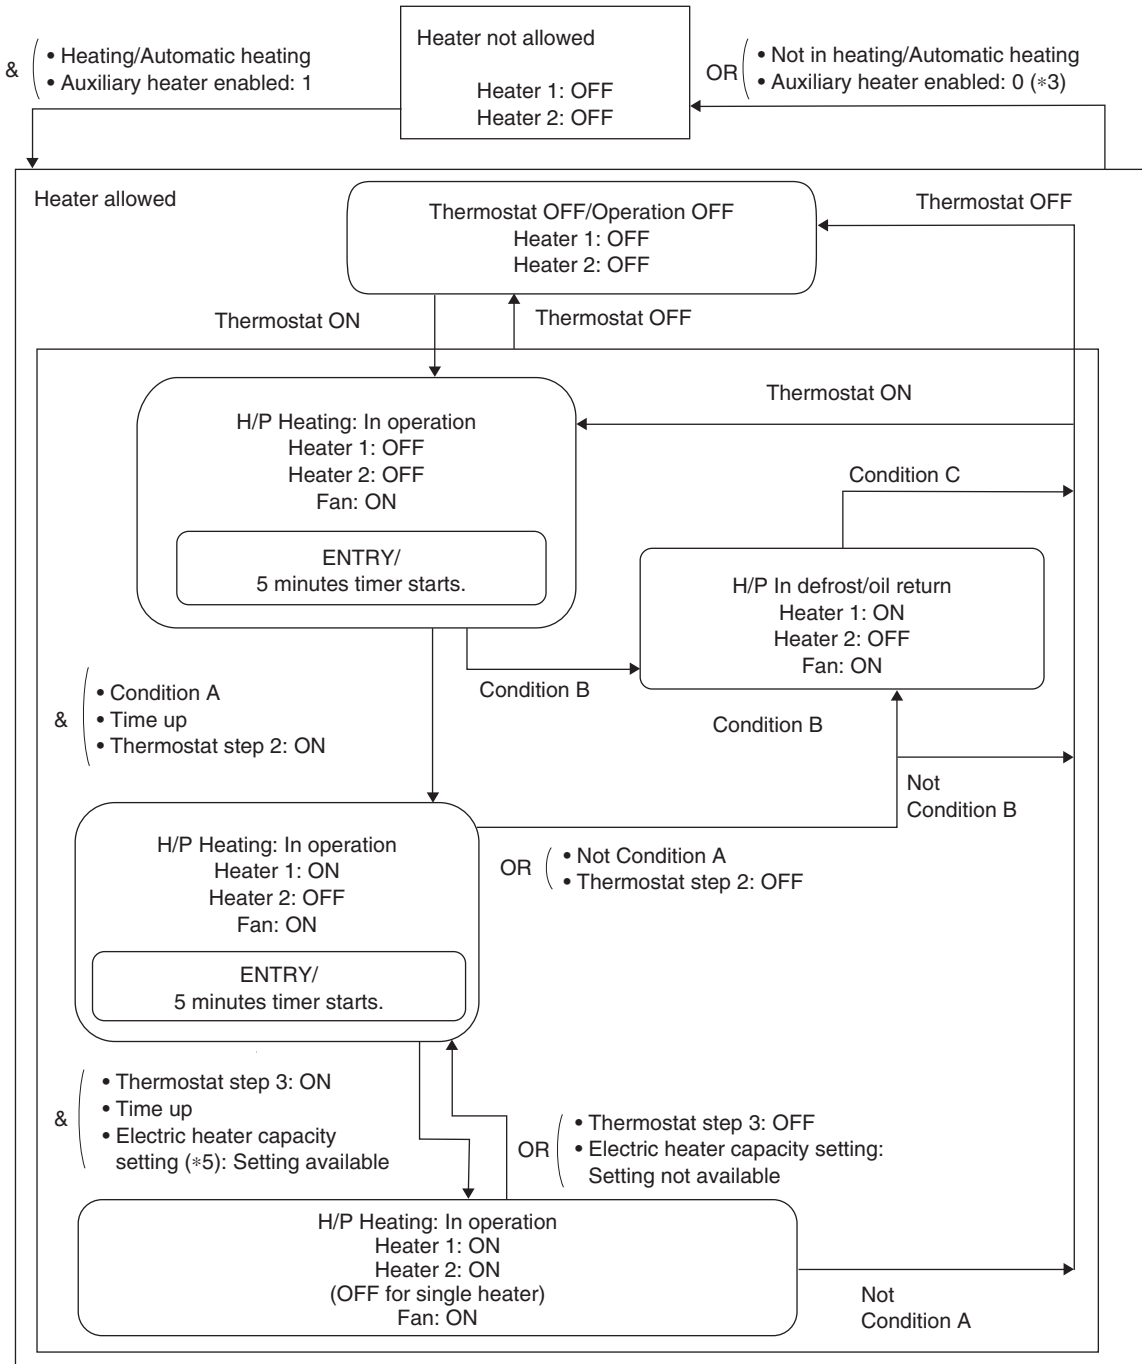 Heater not allowed
Heater 1: OFF
Heater 2: OFF
&
• Heating/Automatic heating
• Auxiliary heater enabled: 1
OR
• Not in heating/Automatic heating
• Auxiliary heater enabled: 0 (*3)
Heater allowed
Thermostat OFF/Operation OFF
Heater 1: OFF
Heater 2: OFF
Thermostat OFF
Thermostat ON
Thermostat OFF
H/P Heating: In operation
Heater 1: OFF
Heater 2: OFF
Fan: ON
ENTRY/
5 minutes timer starts.
Thermostat ON
Condition C
H/P In defrost/oil return
Heater 1: ON
Heater 2: OFF
Fan: ON
Condition B
&
• Condition A
• Time up
• Thermostat step 2: ON
Condition B
Not
Condition B
H/P Heating: In operation
Heater 1: ON
Heater 2: OFF
Fan: ON
ENTRY/
5 minutes timer starts.
OR
• Not Condition A
• Thermostat step 2: OFF
&
• Thermostat step 3: ON
• Time up
• Electric heater capacity
setting (*5): Setting available
OR
• Thermostat step 3: OFF
• Electric heater capacity setting:
Setting not available
H/P Heating: In operation
Heater 1: ON
Heater 2: ON
(OFF for single heater)
Fan: ON
Not
Condition A